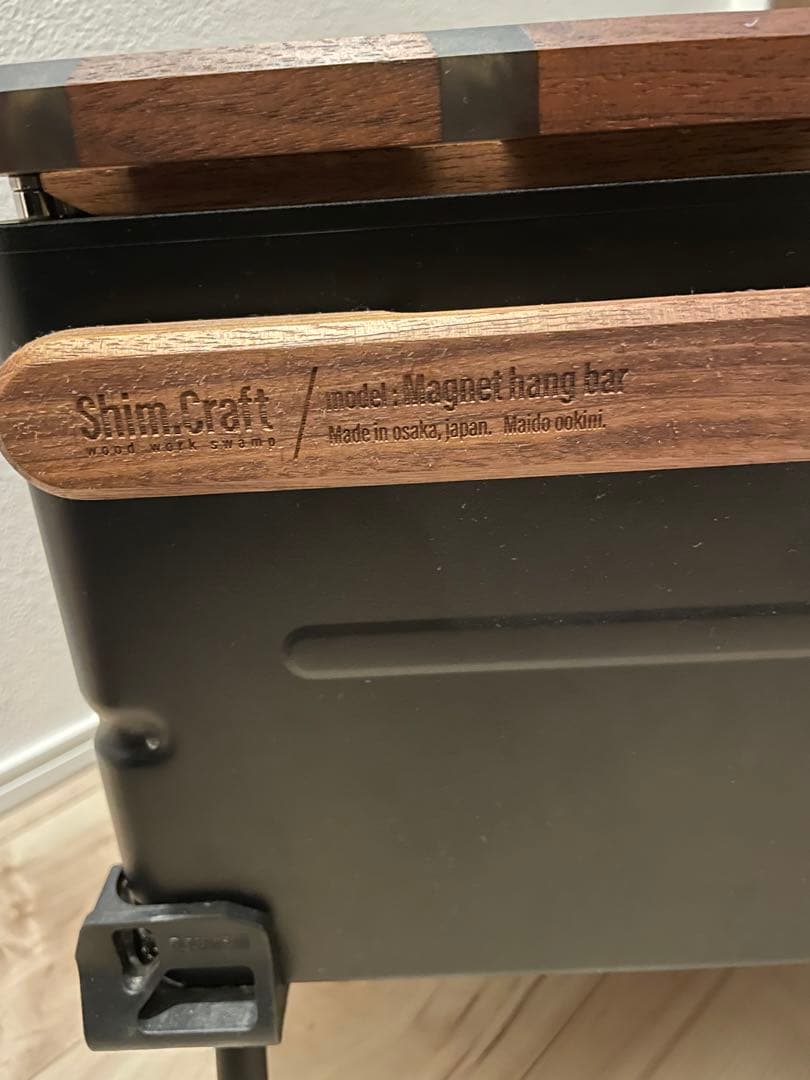 Shim.Craft
wood work swamp
/
model : Magnet hang bar
Made in osaka, japan. Maido ookini.